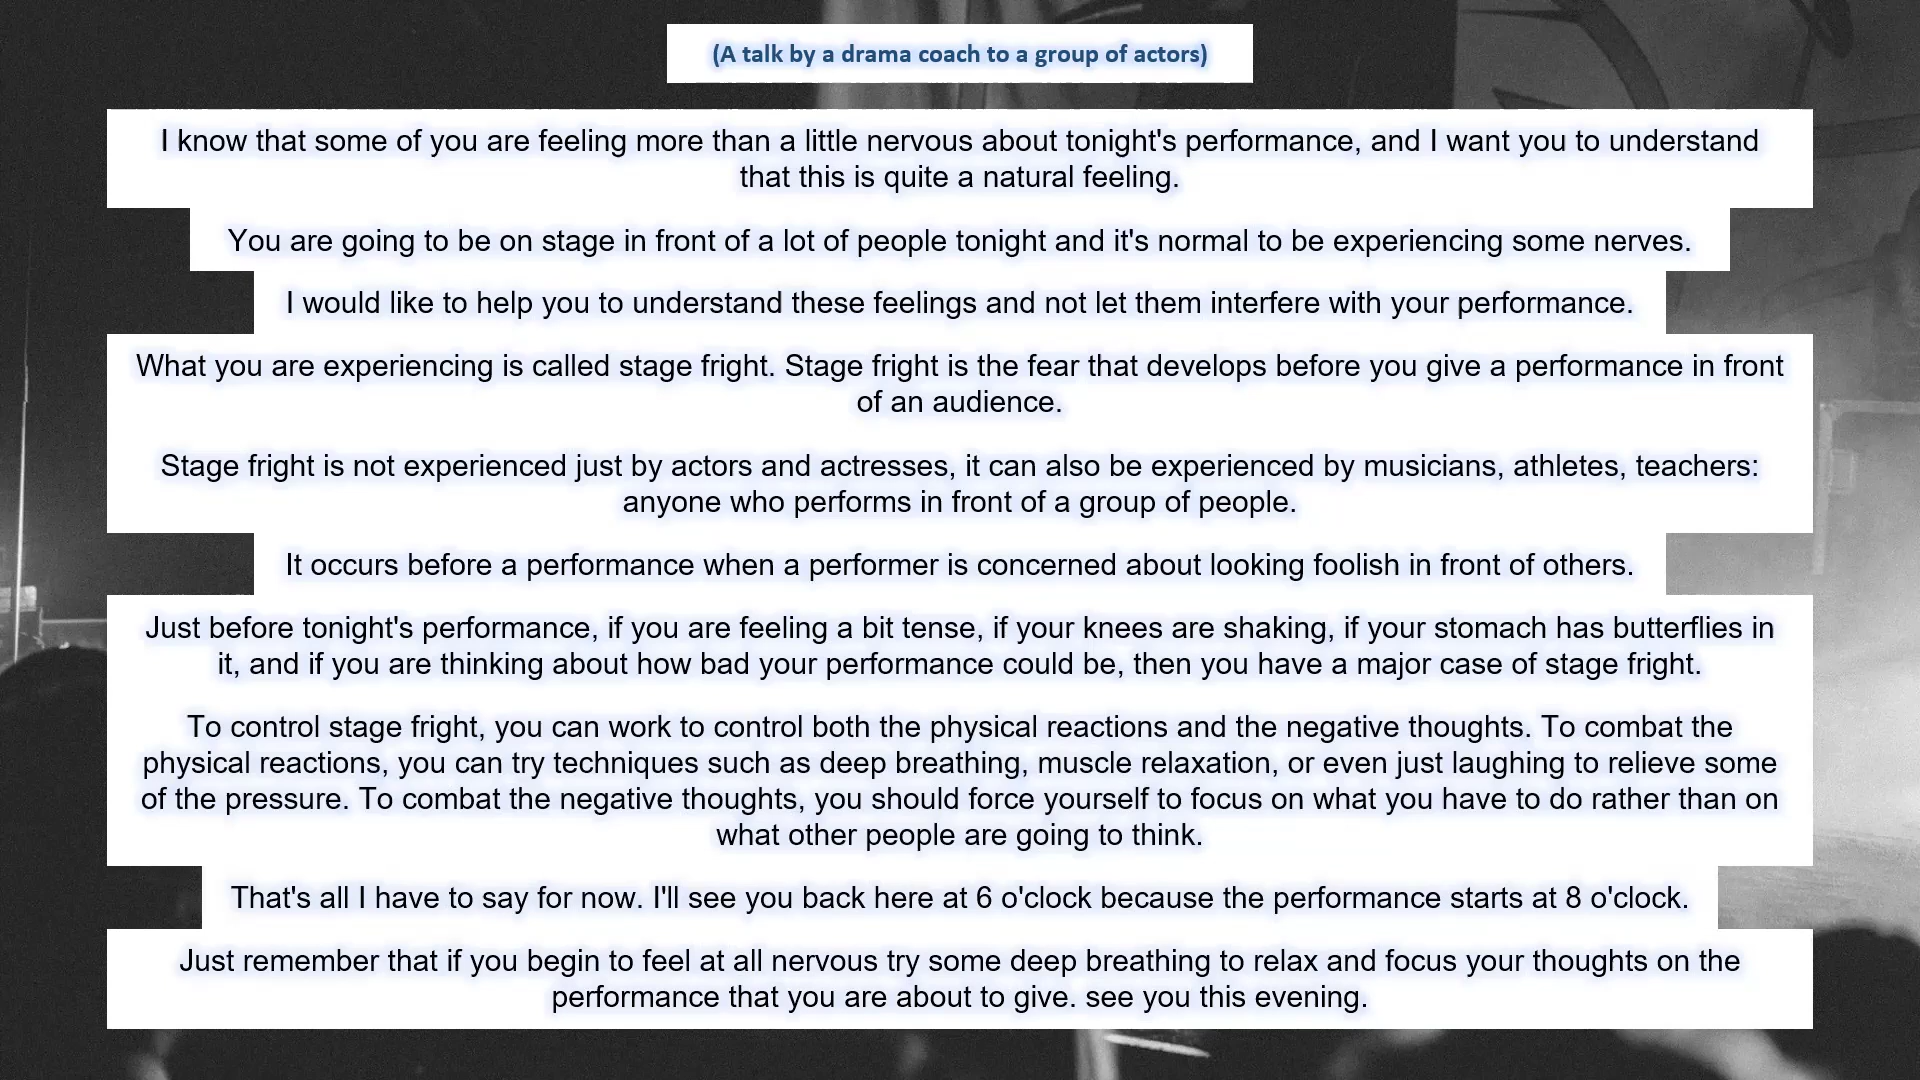 (A talk by a drama coach to a group of actors)
I know that some of you are feeling more than a little nervous about tonight's performance, and I want you to understand
that this is quite a natural feeling.
You are going to be on stage in front of a lot of people tonight and it's normal to be experiencing some nerves.
I would like to help you to understand these feelings and not let them interfere with your performance.
What you are experiencing is called stage fright. Stage fright is the fear that develops before you give a performance in front
of an audience.
Stage fright is not experienced just by actors and actresses, it can also be experienced by musicians, athletes, teachers:
anyone who performs in front of a group of people.
It occurs before a performance when a performer is concerned about looking foolish in front of others.
Just before tonight's performance, if you are feeling a bit tense, if your knees are shaking, if your stomach has butterflies in
it, and if you are thinking about how bad your performance could be, then you have a major case of stage fright.
To control stage fright, you can work to control both the physical reactions and the negative thoughts. To combat the
physical reactions, you can try techniques such as deep breathing, muscle relaxation, or even just laughing to relieve some
of the pressure. To combat the negative thoughts, you should force yourself to focus on what you have to do rather than on
what other people are going to think.
That's all I have to say for now. I'll see you back here at 6 o'clock because the performance starts at 8 o'clock.
Just remember that if you begin to feel at all nervous try some deep breathing to relax and focus your thoughts on the
performance that you are about to give. see you this evening.